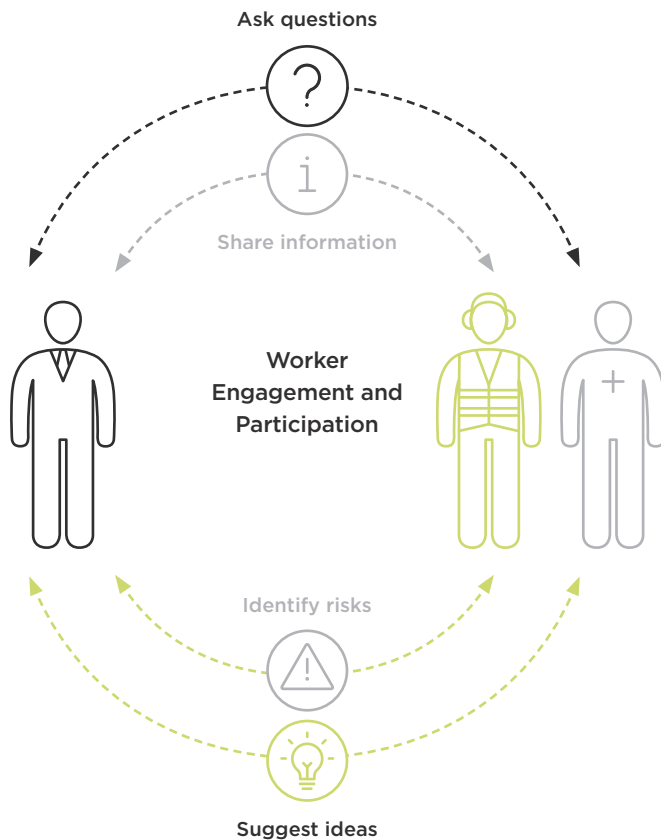 Ask questions
?
i
Share information
Worker
Engagement and
Participation
Identify risks
!
Suggest ideas